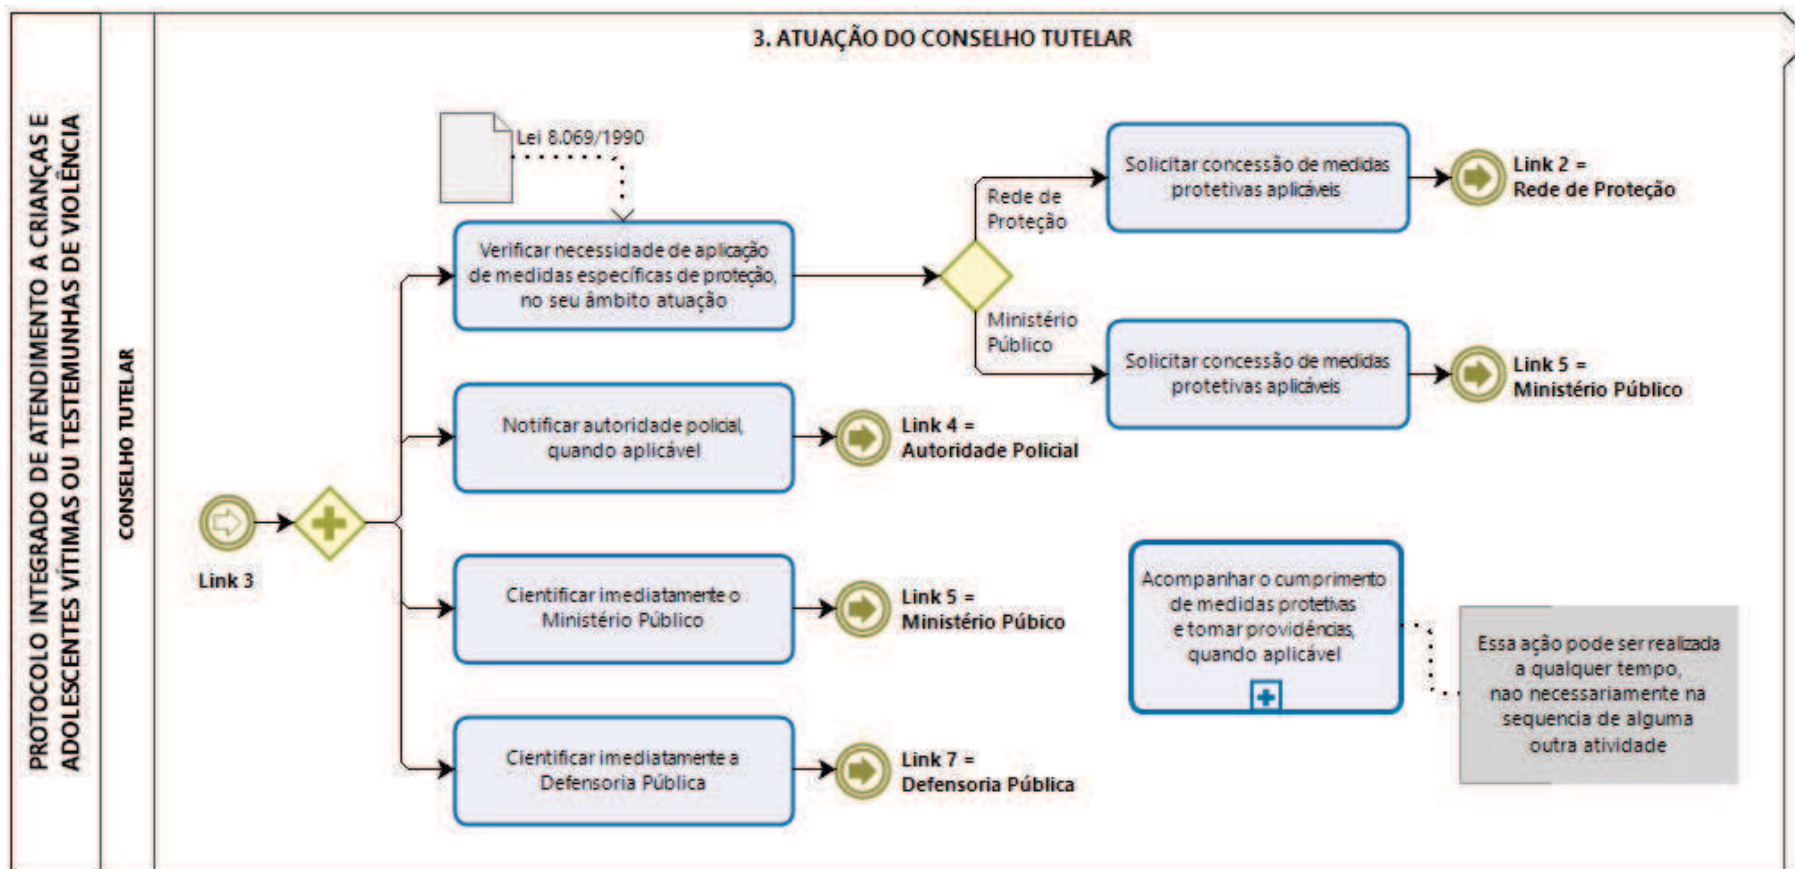 3. ATUAÇÃO DO CONSELHO TUTELAR
PROTOCOLO INTEGRADO DE ATENDIMENTO A CRIANÇAS E
ADOLESCENTES VÍTIMAS OU TESTEMUNHAS DE VIOLÊNCIA
CONSELHO TUTELAR
Link 3
Lei 8.069/1990
Verificar necessidade de aplicação
de medidas específicas de proteção,
no seu âmbito atuação
Rede de
Proteção
Solicitar concessão de medidas
protetivas aplicáveis
Link 2 =
Rede de Proteção
Ministério
Público
Solicitar concessão de medidas
protetivas aplicáveis
Link 5 =
Ministério Público
Notificar autoridade policial,
quando aplicável
Link 4 =
Autoridade Policial
Cientificar imediatamente o
Ministério Público
Link 5 =
Ministério Púbico
Cientificar imediatamente a
Defensoria Pública
Link 7 =
Defensoria Pública
Acompanhar o cumprimento
de medidas protetivas
e tomar providências,
quando aplicável
Essa ação pode ser realizada
a qualquer tempo,
nao necessariamente na
sequencia de alguma
outra atividade